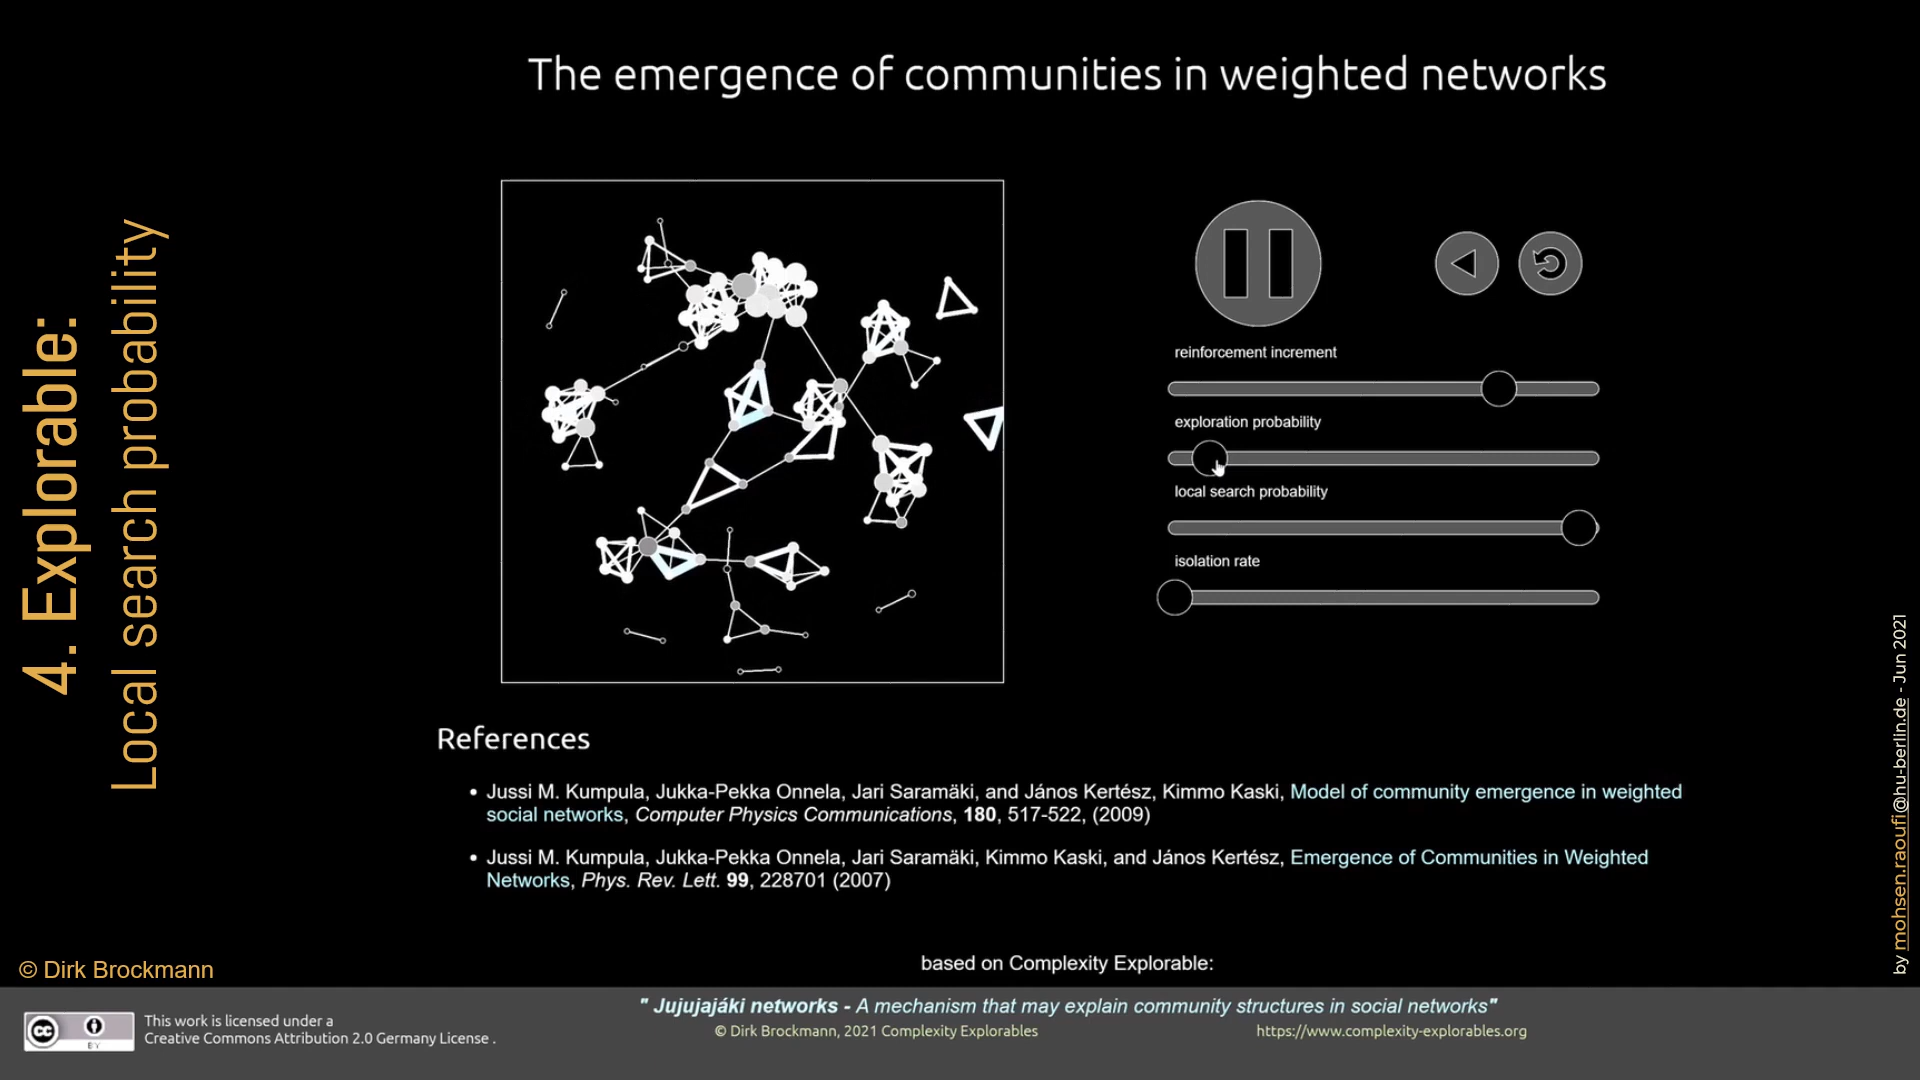 The emergence of communities in weighted networks
4. Explorable:
Local search probability
reinforcement increment
exploration probability
local search probability
isolation rate
References
• Jussi M. Kumpula, Jukka-Pekka Onnela, Jari Saramäki, and János Kertész, Kimmo Kaski, Model of community emergence in weighted
social networks, Computer Physics Communications, 180, 517-522, (2009)
• Jussi M. Kumpula, Jukka-Pekka Onnela, Jari Saramäki, Kimmo Kaski, and János Kertész, Emergence of Communities in Weighted
Networks, Phys. Rev. Lett. 99, 228701 (2007)
by mohsen.raoufi@hu-berlin.de - Jun 2021
© Dirk Brockmann
based on Complexity Explorable:
" Jujujajáki networks - A mechanism that may explain community structures in social networks"
© Dirk Brockmann, 2021 Complexity Explorables
https://www.complexity-explorables.org
cc
BY
This work is licensed under a
Creative Commons Attribution 2.0 Germany License .